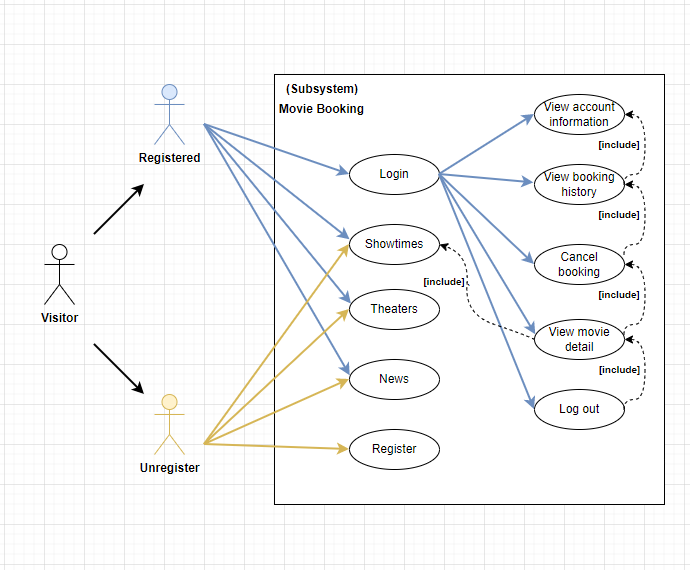 (Subsystem)
Movie Booking
Registered
Visitor
Unregister
Login
Showtimes
Theaters
News
Register
View account
information
[include]
View booking
history
[include]
Cancel
booking
[include]
[include]
View movie
detail
[include]
Log out